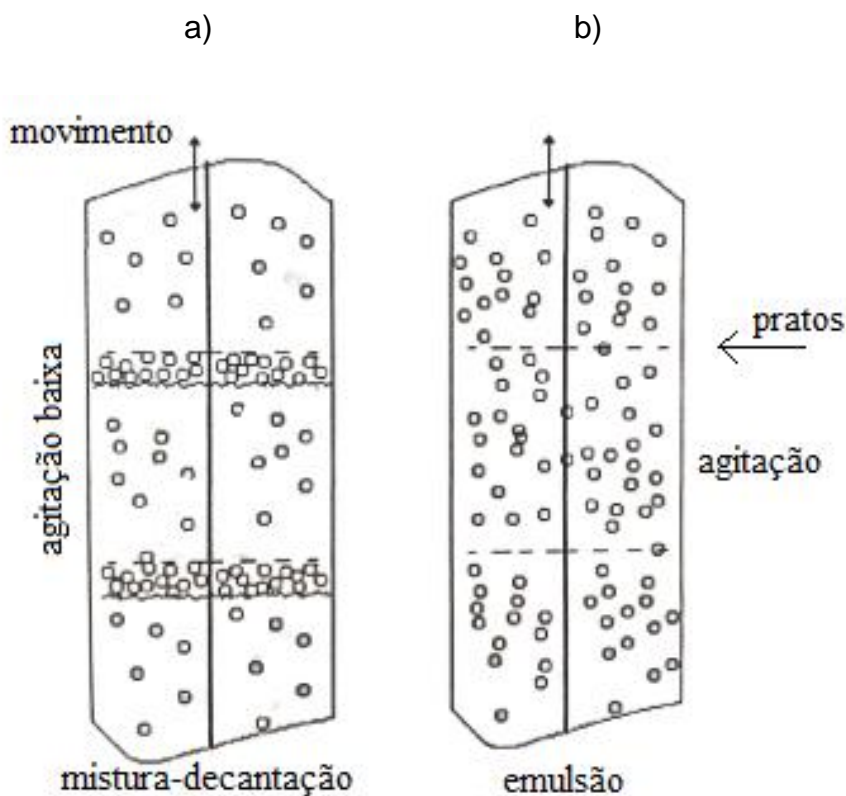 a)
b)
movimento
pratos
agitação baixa
agitação
mistura-decantação
emulsão